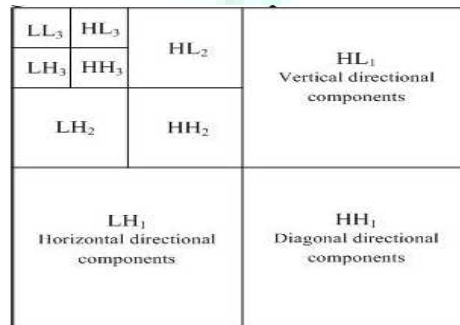 LL₃ HL₃
HL₂
LH₃ HH₃
HL₁
Vertical directional
components
LH₂ HH₂
LH₁
Horizontal directional
components
HH₁
Diagonal directional
components